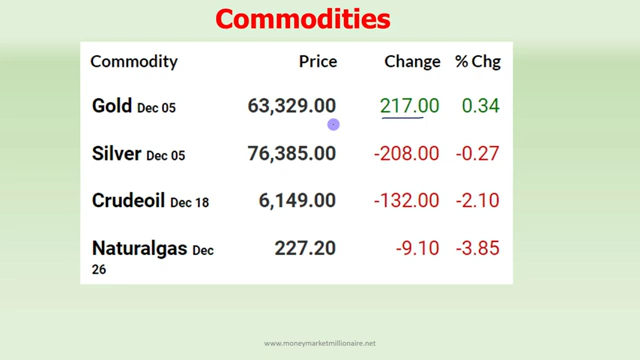 Commodities
Commodity Price Change % Chg
Gold Dec 05 63,329.00 217.00 0.34
Silver Dec 05 76,385.00 -208.00 -0.27
Crudeoil Dec 18 6,149.00 -132.00 -2.10
Naturalgas Dec 227.20 -9.10 -3.85
26
www.moneymarketmillionaire.net